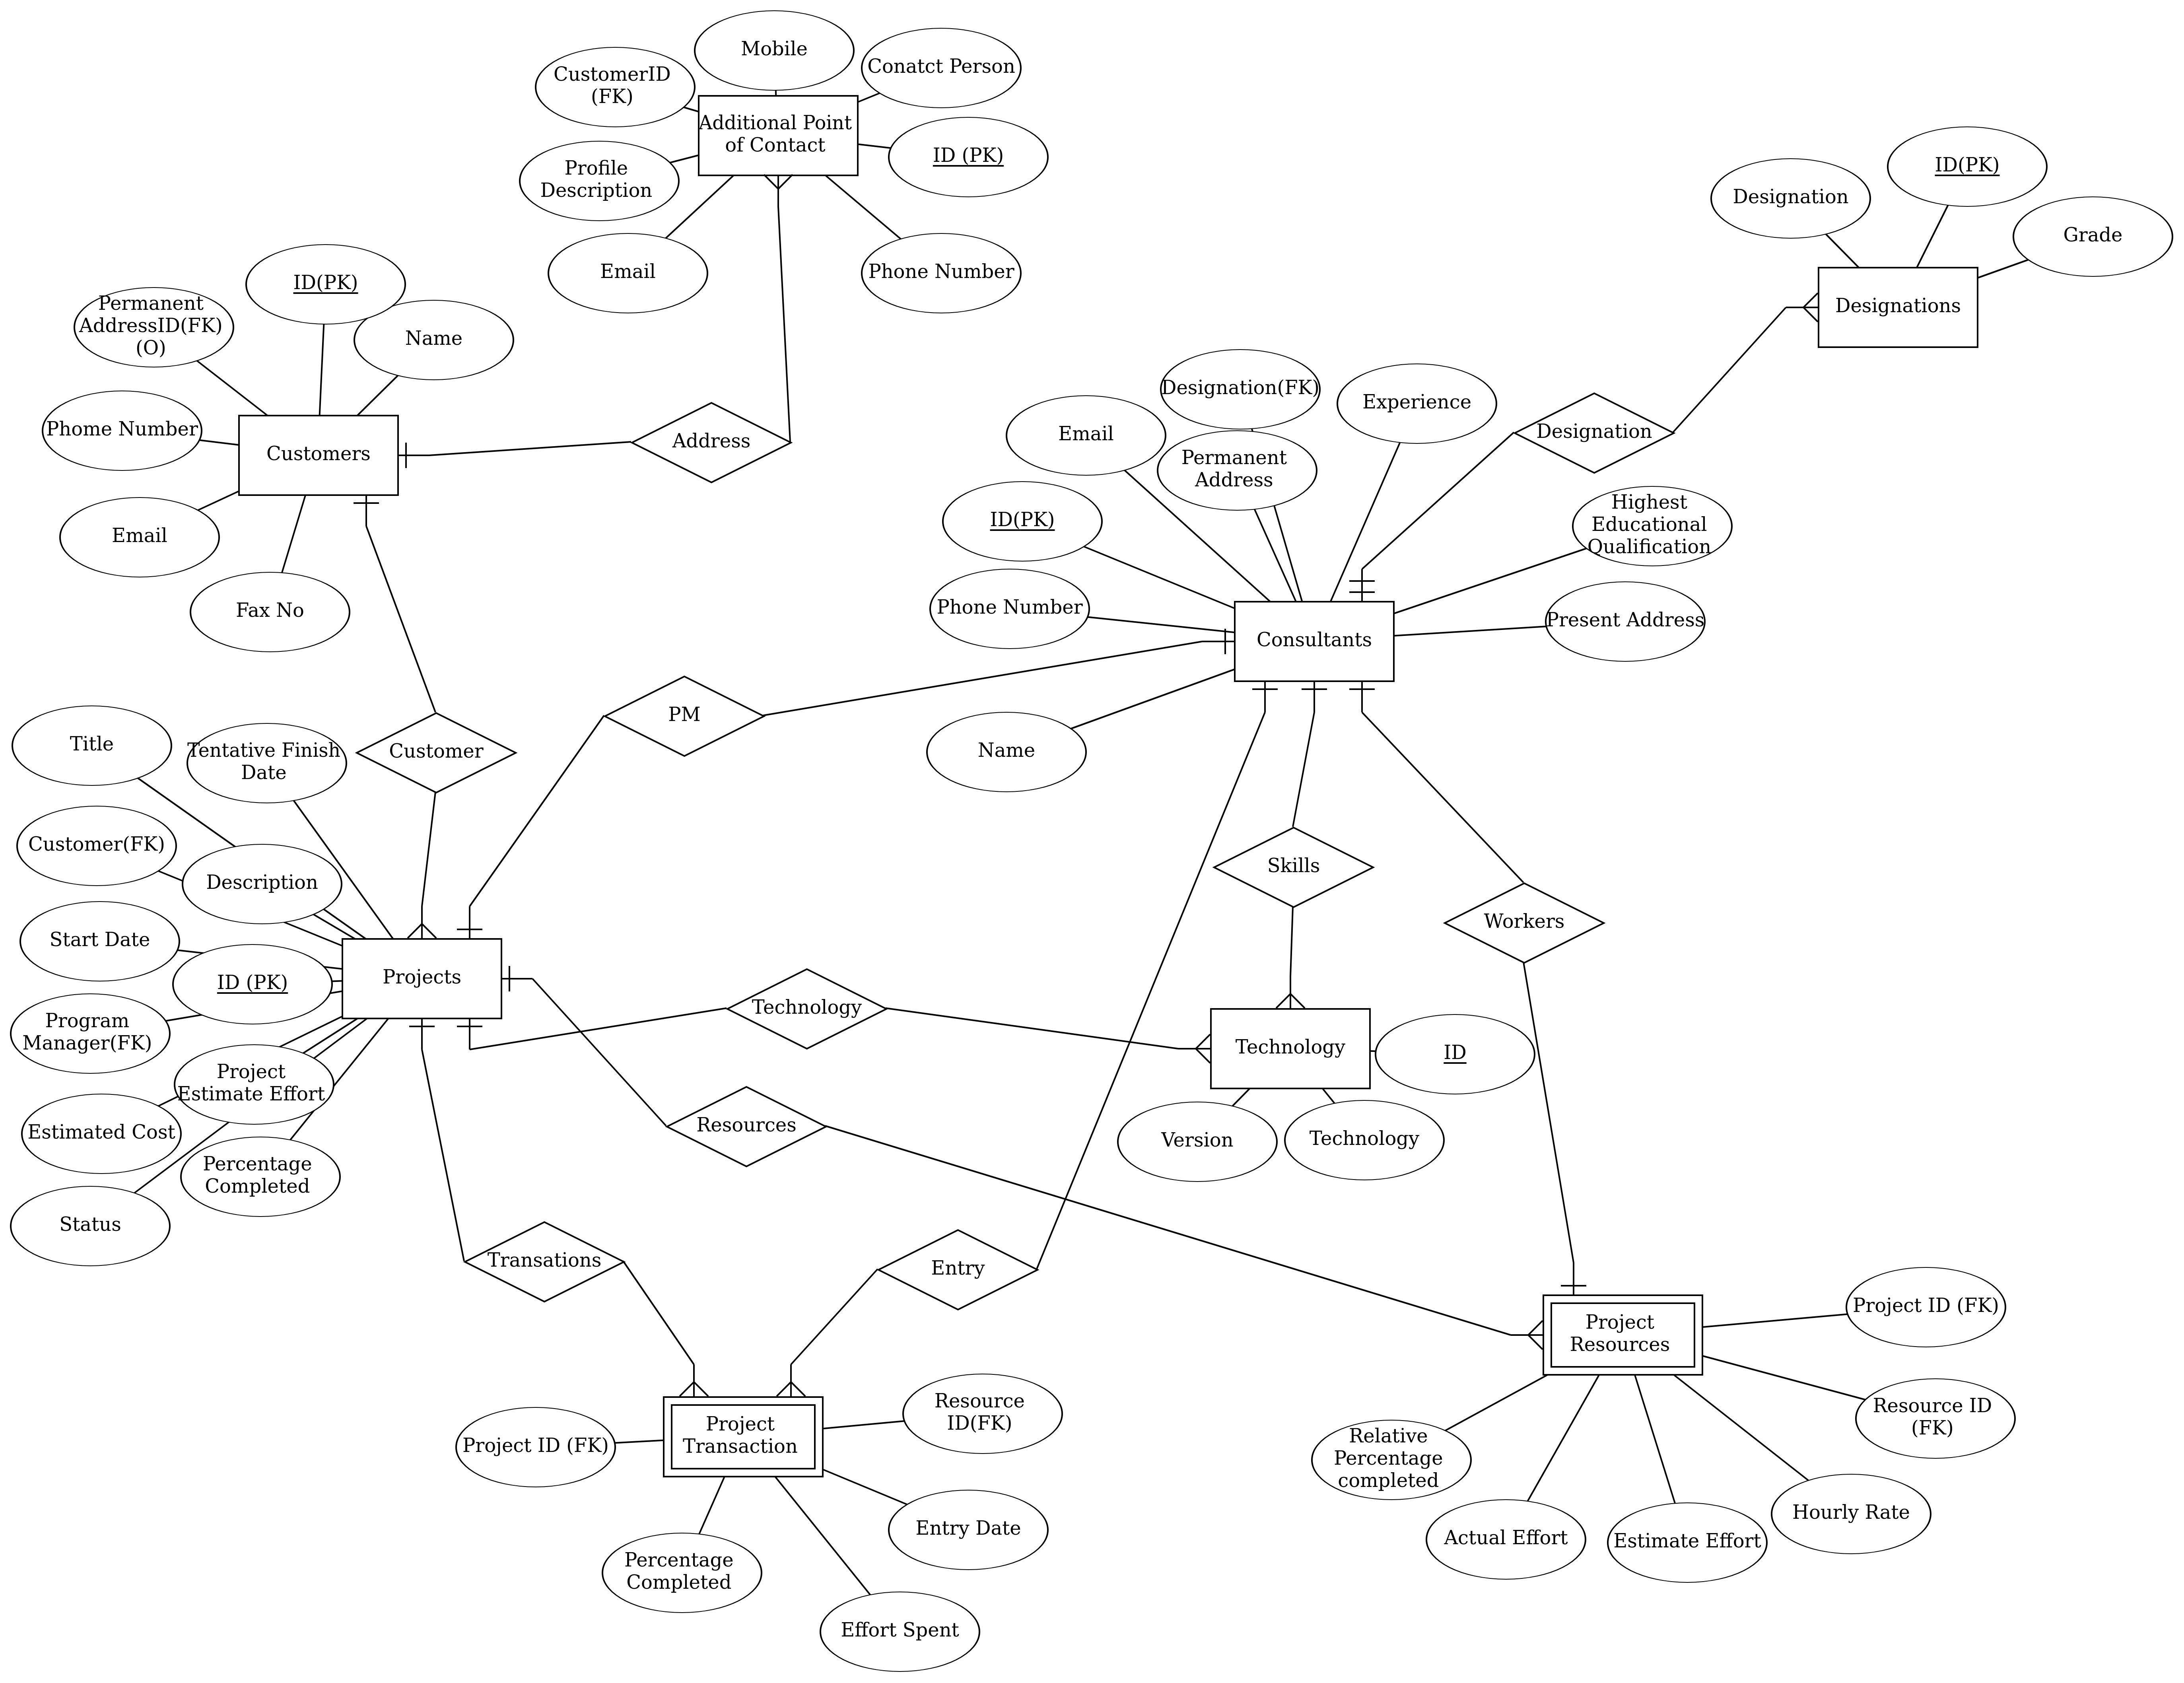 Mobile
Conatct Person
CustomerID
(FK)
Additional Point
of Contact
ID (PK)
Profile
Description
Email
Phone Number
Designation
ID(PK)
Grade
Designations
ID(PK)
Permanent
AddressID(FK)
(O)
Name
Phome Number
Customers
Address
Email
Fax No
Designation(FK)
Experience
Email
Permanent
Address
Designation
ID(PK)
Highest
Educational
Qualification
Phone Number
Consultants
Present Address
Name
PM
Title
Tentative Finish
Date
Customer
Customer(FK)
Description
Skills
Workers
Start Date
ID (PK)
Projects
Program
Manager(FK)
Technology
Technology
ID
Project
Estimate Effort
Estimated Cost
Resources
Version
Technology
Percentage
Completed
Status
Transations
Entry
Project
Resources
Project ID (FK)
Resource ID
(FK)
Project
Transaction
Project ID (FK)
Resource
ID(FK)
Relative
Percentage
completed
Actual Effort
Estimate Effort
Hourly Rate
Entry Date
Percentage
Completed
Effort Spent